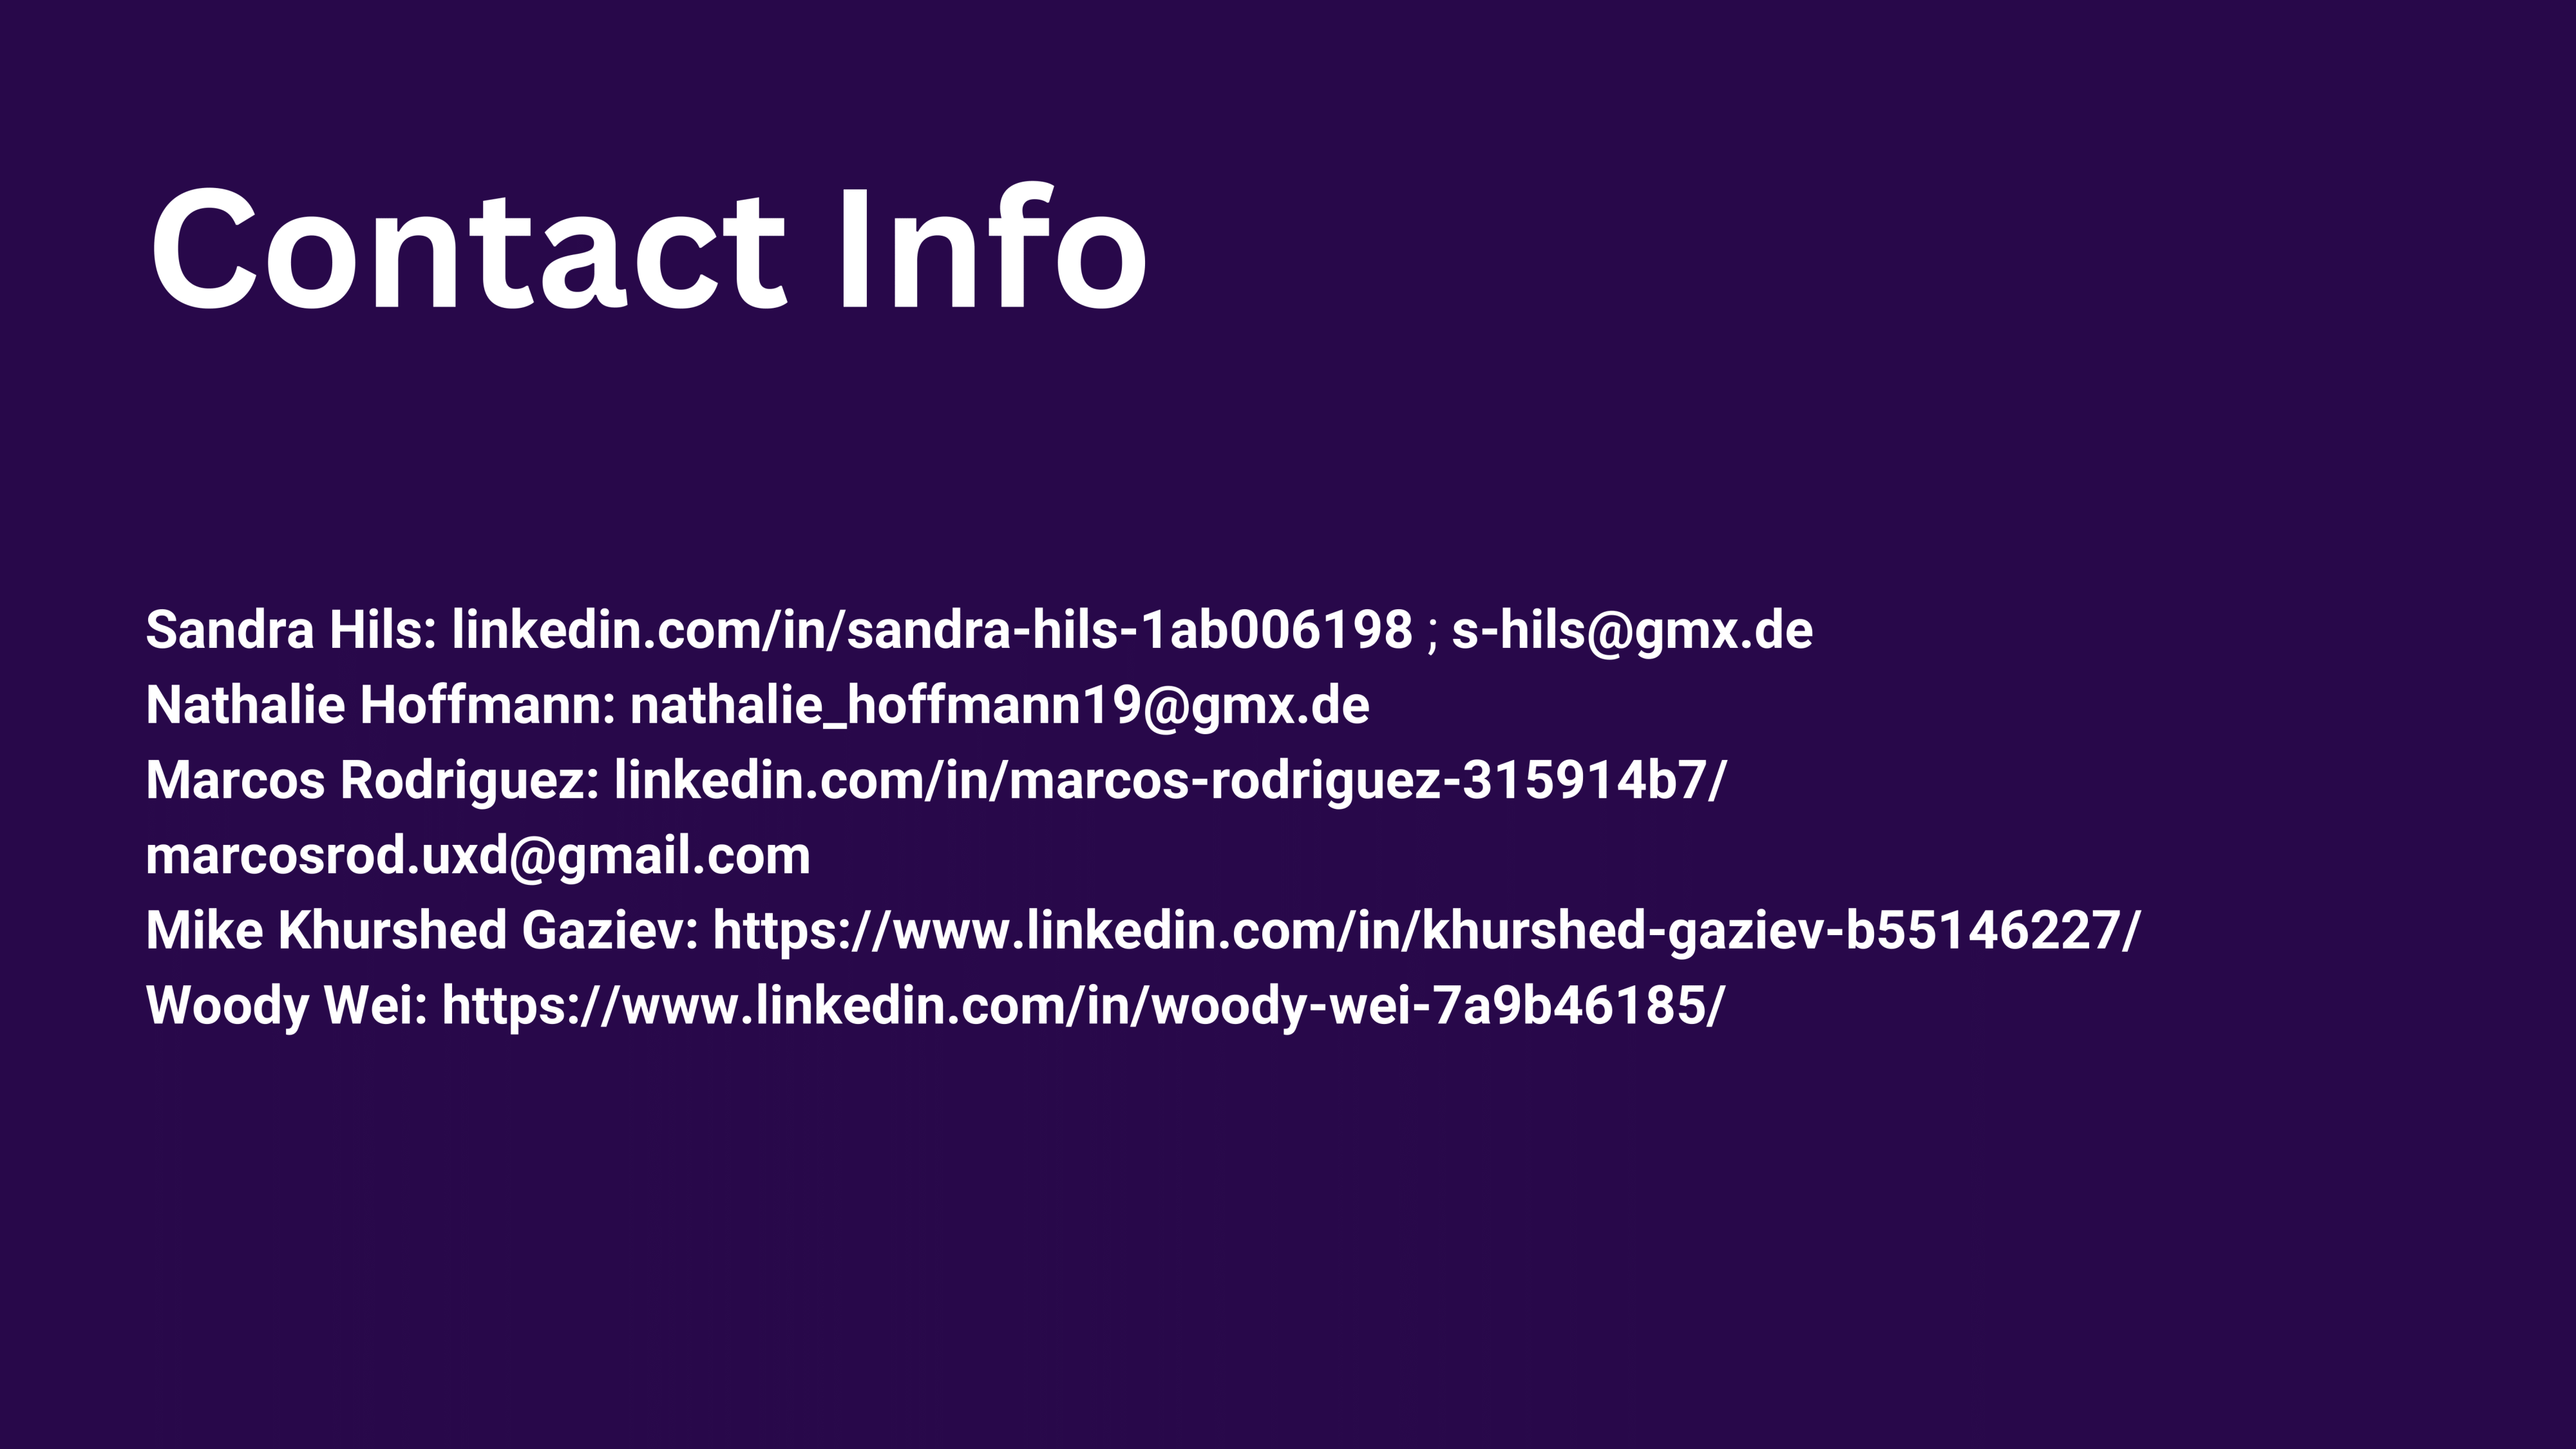 Contact Info
Sandra Hils: linkedin.com/in/sandra-hils-1ab006198 ; s-hils@gmx.de
Nathalie Hoffmann: nathalie_hoffmann19@gmx.de
Marcos Rodriguez: linkedin.com/in/marcos-rodriguez-315914b7/
marcosrod.uxd@gmail.com
Mike Khurshed Gaziev: https://www.linkedin.com/in/khurshed-gaziev-b55146227/
Woody Wei: https://www.linkedin.com/in/woody-wei-7a9b46185/